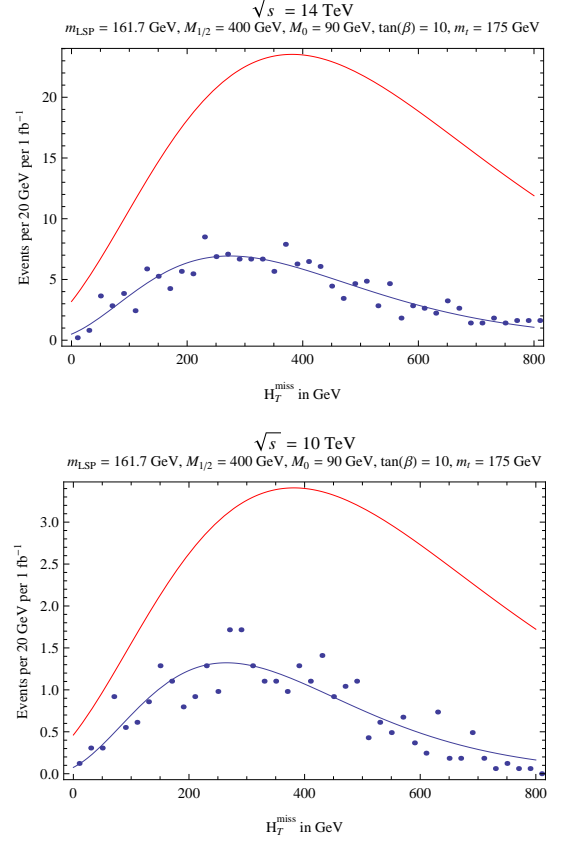 √s = 14 TeV
m_LSP = 161.7 GeV, M_1/2 = 400 GeV, M_0 = 90 GeV, tan(β) = 10, m_t = 175 GeV
Events per 20 GeV per 1 fb⁻¹
20
15
10
5
0
0 200 400 600 800
H_T^miss in GeV
√s = 10 TeV
m_LSP = 161.7 GeV, M_1/2 = 400 GeV, M_0 = 90 GeV, tan(β) = 10, m_t = 175 GeV
Events per 20 GeV per 1 fb⁻¹
3.0
2.5
2.0
1.5
1.0
0.5
0.0
0 200 400 600 800
H_T^miss in GeV